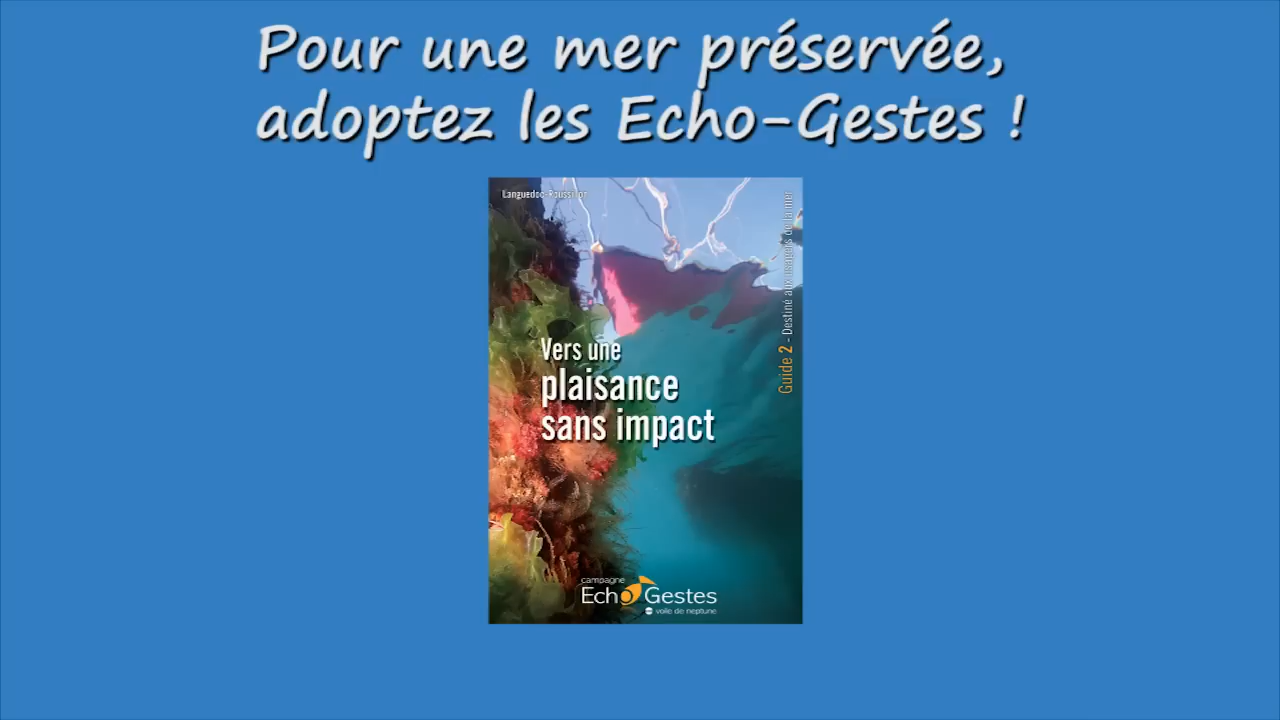 Pour une mer préservée,
adoptez les Echo-Gestes !
Languedoc-Roussillon
Guide 2 - Destiné aux usagers de la mer
Vers une
plaisance
sans impact
campagne
Echo Gestes
voile de neptune